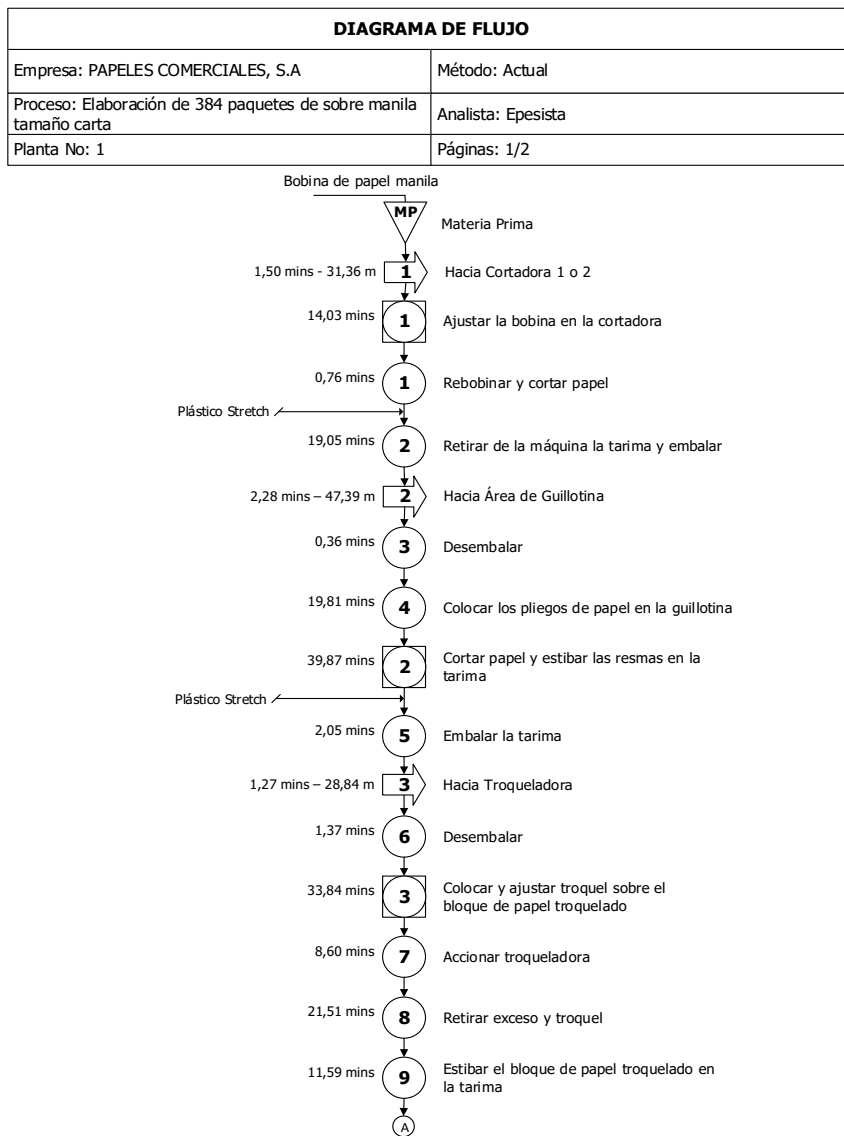 DIAGRAMA DE FLUJO
Empresa: PAPELES COMERCIALES, S.A
Método: Actual
Proceso: Elaboración de 384 paquetes de sobre manila
tamaño carta
Analista: Epesista
Planta No: 1
Páginas: 1/2
Bobina de papel manila
MP
Materia Prima
1,50 mins - 31,36 m
1
Hacia Cortadora 1 o 2
14,03 mins
1
Ajustar la bobina en la cortadora
0,76 mins
1
Rebobinar y cortar papel
Plástico Stretch
19,05 mins
2
Retirar de la máquina la tarima y embalar
2,28 mins – 47,39 m
2
Hacia Área de Guillotina
0,36 mins
3
Desembalar
19,81 mins
4
Colocar los pliegos de papel en la guillotina
39,87 mins
2
Cortar papel y estibar las resmas en la
tarima
Plástico Stretch
2,05 mins
5
Embalar la tarima
1,27 mins – 28,84 m
3
Hacia Troqueladora
1,37 mins
6
Desembalar
33,84 mins
3
Colocar y ajustar troquel sobre el
bloque de papel troquelado
8,60 mins
7
Accionar troqueladora
21,51 mins
8
Retirar exceso y troquel
11,59 mins
9
Estibar el bloque de papel troquelado en
la tarima
A